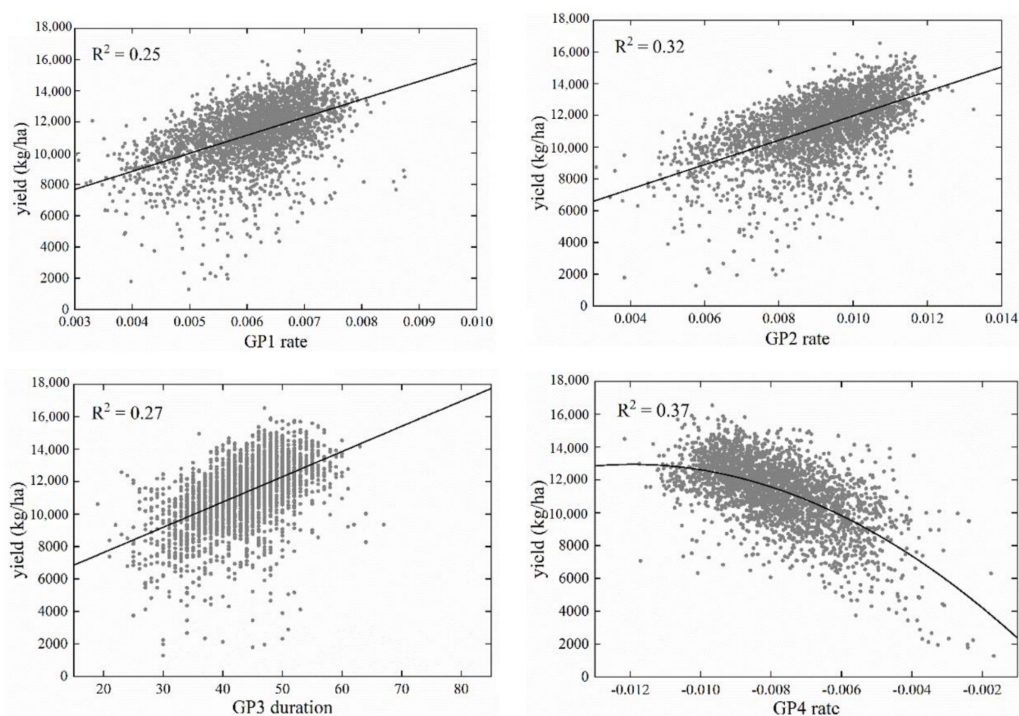 18,000
16,000
14,000
12,000
10,000
8000
6000
4000
2000
0
R² = 0.25
yield (kg/ha)
0.003 0.004 0.005 0.006 0.007 0.008 0.009 0.010
GP1 rate
18,000
16,000
14,000
12,000
10,000
8000
6000
4000
2000
0
R² = 0.32
yield (kg/ha)
0.004 0.006 0.008 0.010 0.012 0.014
GP2 rate
18,000
16,000
14,000
12,000
10,000
8000
6000
4000
2000
0
R² = 0.27
yield (kg/ha)
20 30 40 50 60 70 80
GP3 duration
18,000
16,000
14,000
12,000
10,000
8000
6000
4000
2000
0
R² = 0.37
yield (kg/ha)
-0.012 -0.010 -0.008 -0.006 -0.004 -0.002
GP4 rate